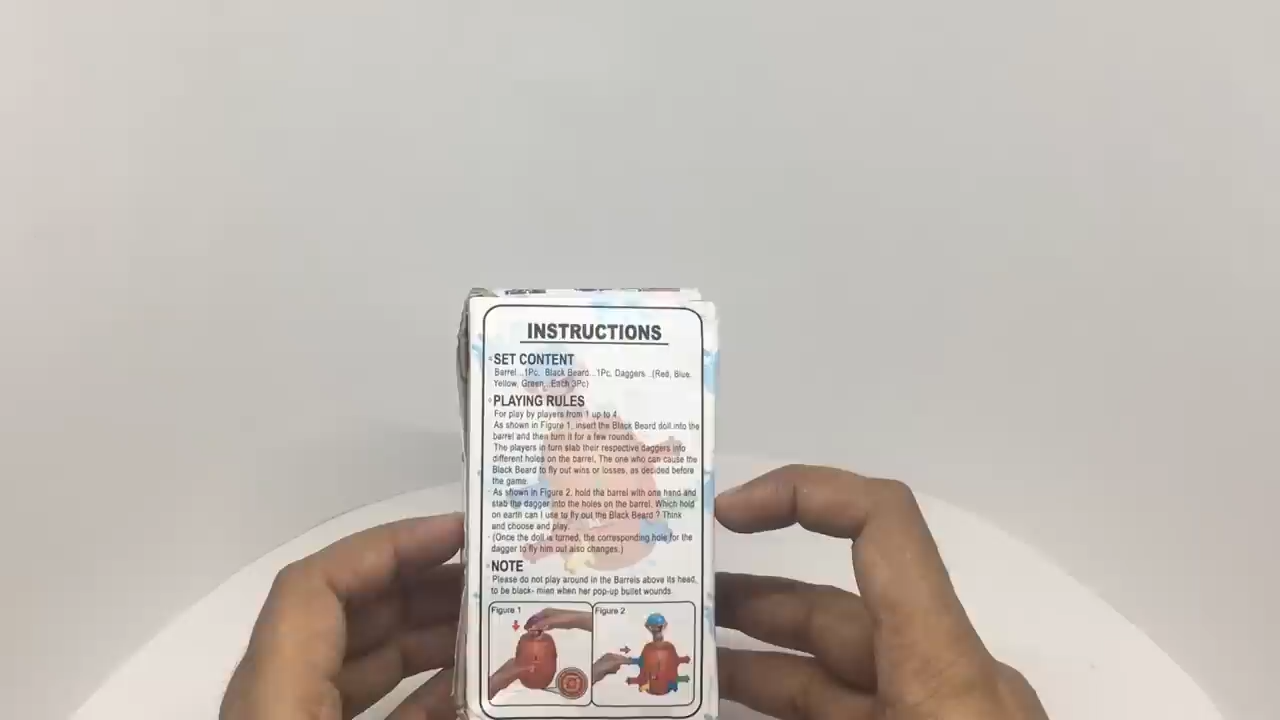 INSTRUCTIONS
SET CONTENT
Barrel...1Pc, Black Beard...1Pc, Daggers...(Red, Blue,
Yellow, Green...Each 3Pc)
PLAYING RULES
For play by players from 1 up to 4.
As shown in Figure 1, insert the Black Beard doll into the
barrel and then turn it for a few rounds.
The players in turn stab their respective daggers into
different holes on the barrel. The one who can cause the
Black Beard to fly out wins or losses, as decided before
the game.
As shown in Figure 2, hold tha barrel with one hand and
stab the dagger into the holes on the barrel. Which hold
on earth can I use to fly out the Black Beard ? Think
and choose and play.
(Once the doll is turned, the corresponding hole for the
dagger to fly him out also changes.)
NOTE
Please do not play around in the Barrels above its head,
to be black- mien when her pop-up bullet wounds.
Figure 1
Figure 2